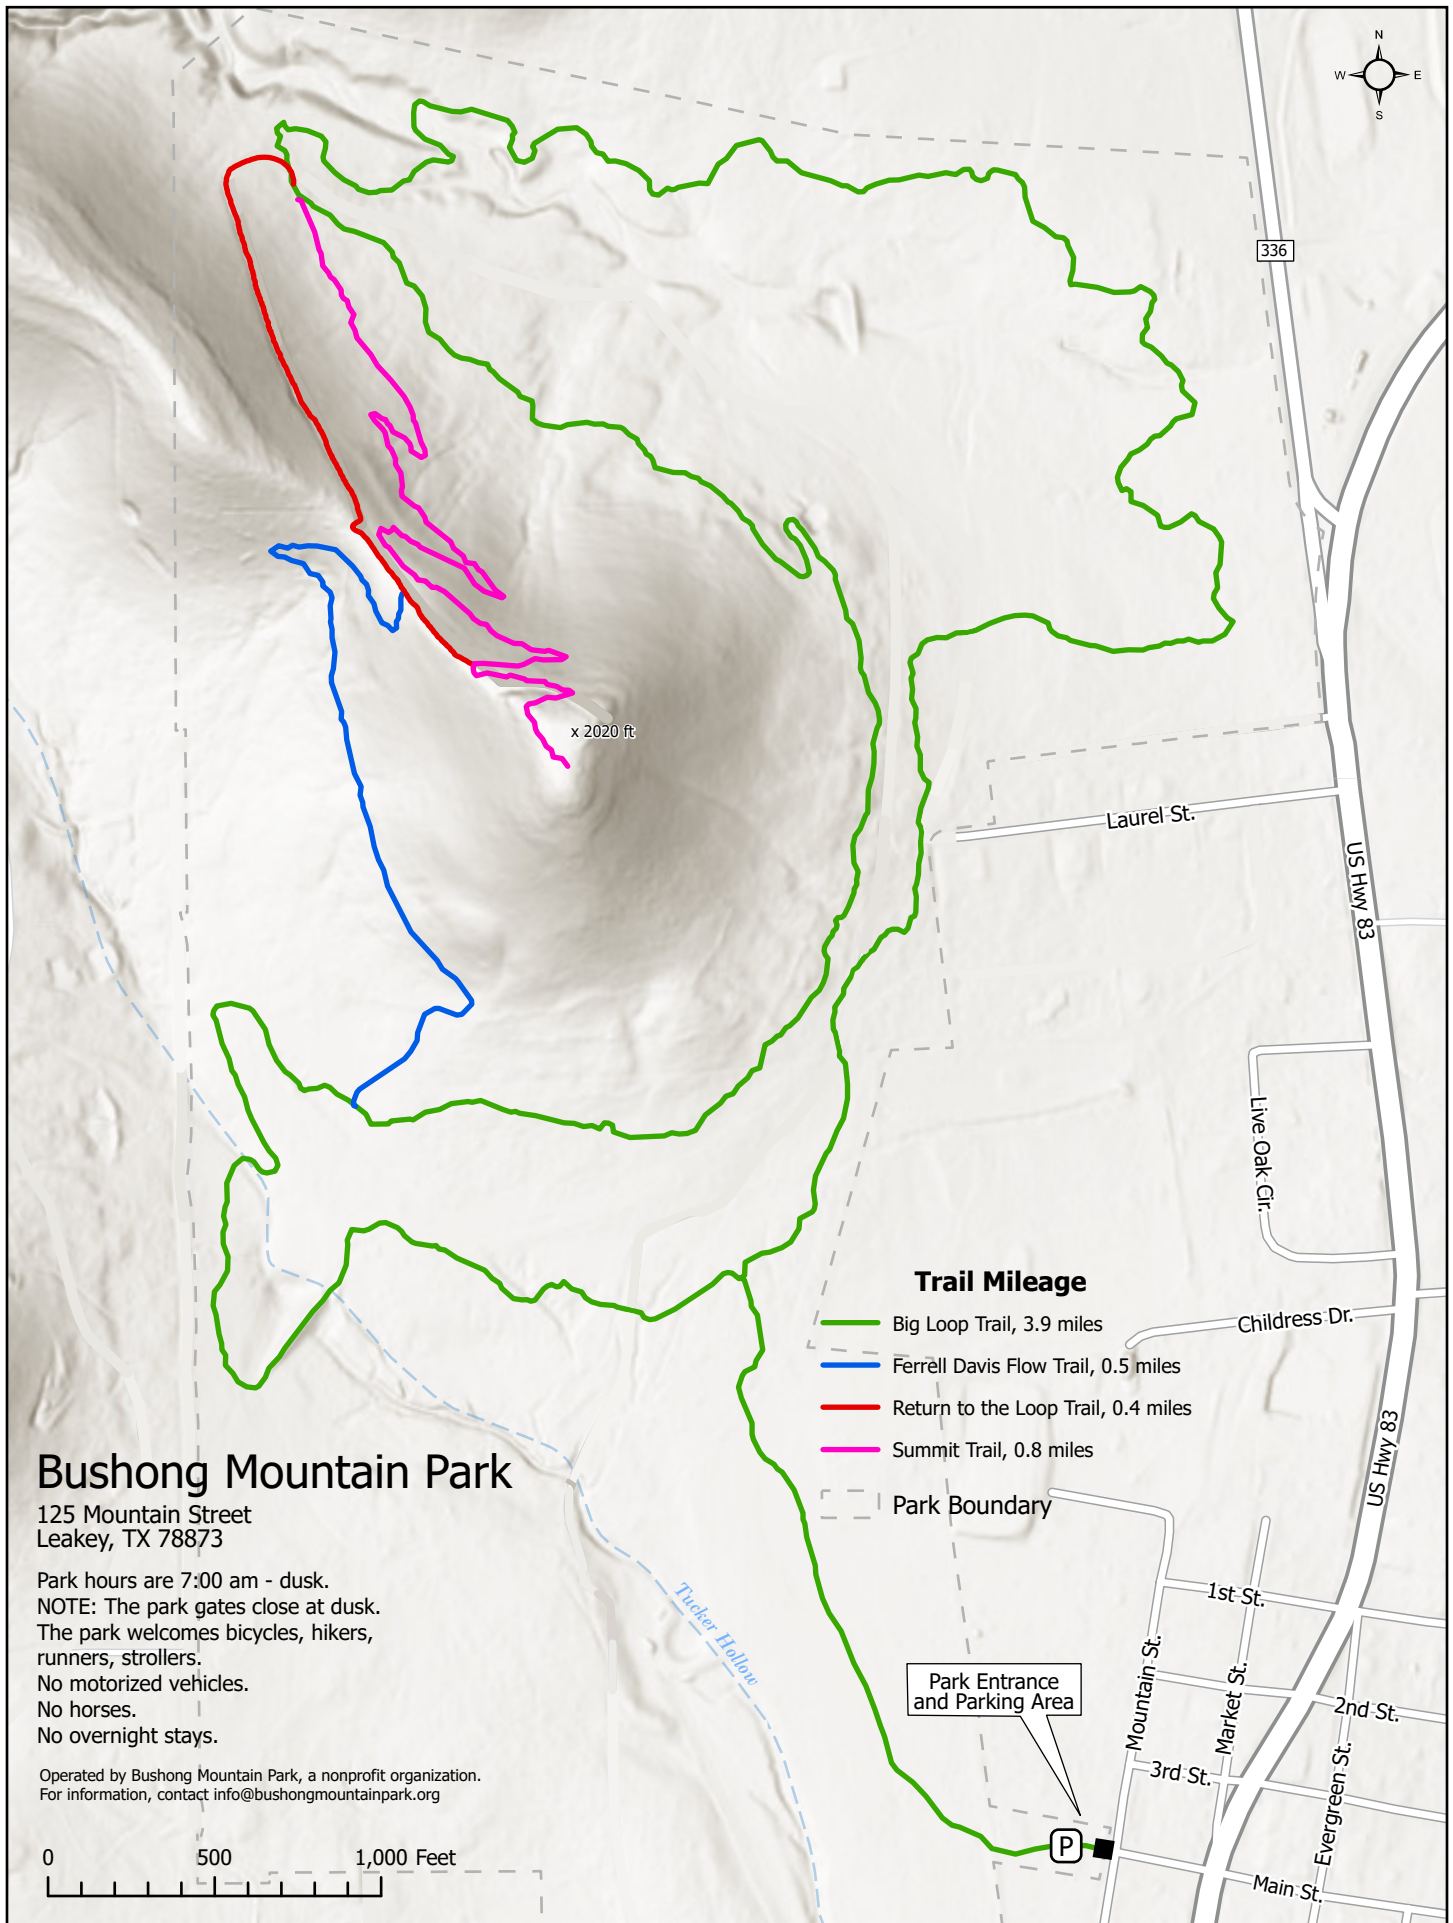 N
W
E
S
336
x 2020 ft
Laurel St.
US Hwy 83
Live Oak Cir.
Childress Dr.
Trail Mileage
Big Loop Trail, 3.9 miles
Ferrell Davis Flow Trail, 0.5 miles
Return to the Loop Trail, 0.4 miles
Summit Trail, 0.8 miles
Park Boundary
US Hwy 83
Bushong Mountain Park
125 Mountain Street
Leakey, TX 78873
Park hours are 7:00 am - dusk.
NOTE: The park gates close at dusk.
The park welcomes bicycles, hikers,
runners, strollers.
No motorized vehicles.
No horses.
No overnight stays.
Operated by Bushong Mountain Park, a nonprofit organization.
For information, contact info@bushongmountainpark.org
0 500 1,000 Feet
Tucker Hollow
Park Entrance
and Parking Area
P
1st St.
Mountain St.
Market St.
2nd St.
3rd St.
Evergreen St.
Main St.